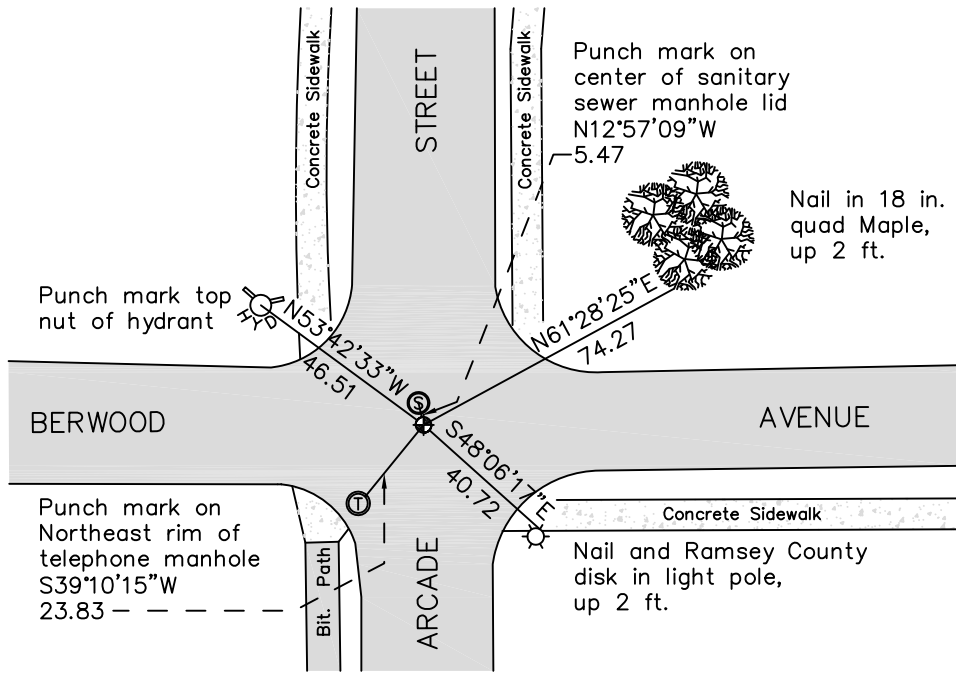 Concrete Sidewalk
STREET
Concrete Sidewalk
Punch mark on
center of sanitary
sewer manhole lid
N12°57'09"W
5.47
Nail in 18 in.
quad Maple,
up 2 ft.
Punch mark top
nut of hydrant
HYD
N53°42'33"W
46.51
N61°28'25"E
74.27
S
BERWOOD
AVENUE
S48°06'17"E
40.72
T
Punch mark on
Northeast rim of
telephone manhole
S39°10'15"W
23.83
Bit. Path
ARCADE
Concrete Sidewalk
Nail and Ramsey County
disk in light pole,
up 2 ft.